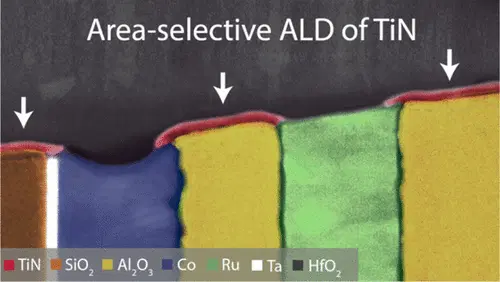 Area-selective ALD of TiN
TiN SiO₂ Al₂O₃ Co Ru Ta HfO₂